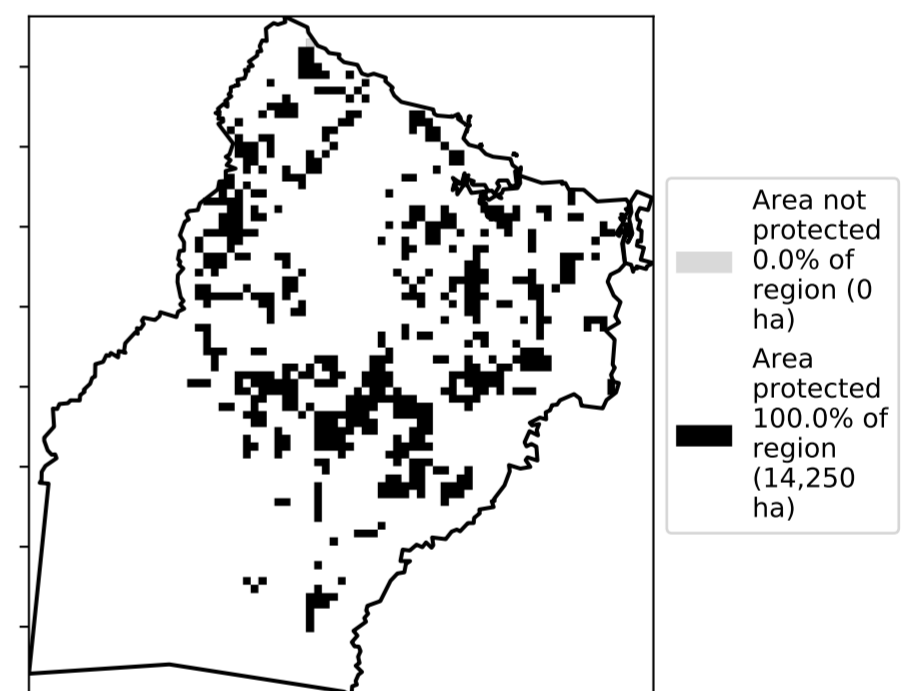 Area not
protected
0.0% of
region (0
ha)
Area
protected
100.0% of
region
(14,250
ha)